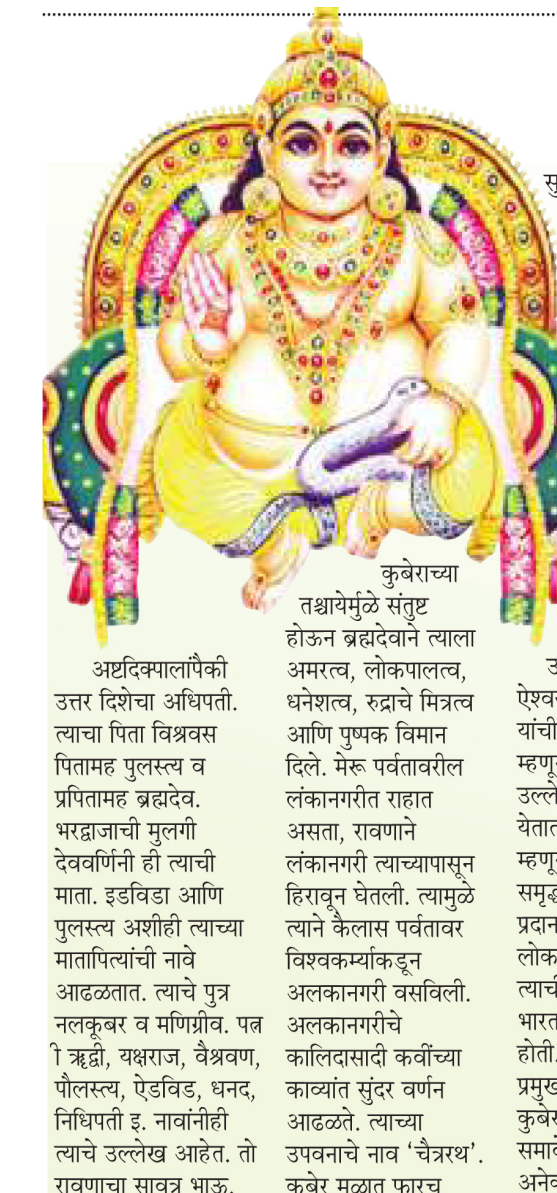 अष्टदिक्पालांपैकी
उत्तर दिशेचा अधिपती.
त्याचा पिता विश्रवस
पितामह पुलस्त्य व
प्रपितामह ब्रह्मदेव.
भरद्वाजाची मुलगी
देववर्णिनी ही त्याची
माता. इडविडा आणि
पुलस्त्य अशीही त्याच्या
मातापित्यांची नावे
आढळतात. त्याचे पुत्र
नलकूबर व मणिग्रीव. पत्न
ी ऋद्वी, यक्षराज, वैश्रवण,
पौलस्त्य, ऐडविड, धनद,
निधिपती इ. नावांनीही
त्याचे उल्लेख आहेत. तो
रावणाचा सावत्र भाऊ.
कुबेराच्या
तश्चायेर्मुळे संतुष्ट
होऊन ब्रह्मदेवाने त्याला
अमरत्व, लोकपालत्व,
धनेशत्व, रुद्राचे मित्रत्व
आणि पुष्पक विमान
दिले. मेरू पर्वतावरील
लंकानगरीत राहात
असता, रावणाने
लंकानगरी त्याच्यापासून
हिरावून घेतली. त्यामुळे
त्याने कैलास पर्वतावर
विश्वकर्म्याकडून
अलकानगरी वसविली.
अलकानगरीचे
कालिदासादी कवींच्या
काव्यांत सुंदर वर्णन
आढळते. त्याच्या
उपवनाचे नाव ‘चैत्ररथ’.
कुबेर मूळात फारच
यांची
होती.